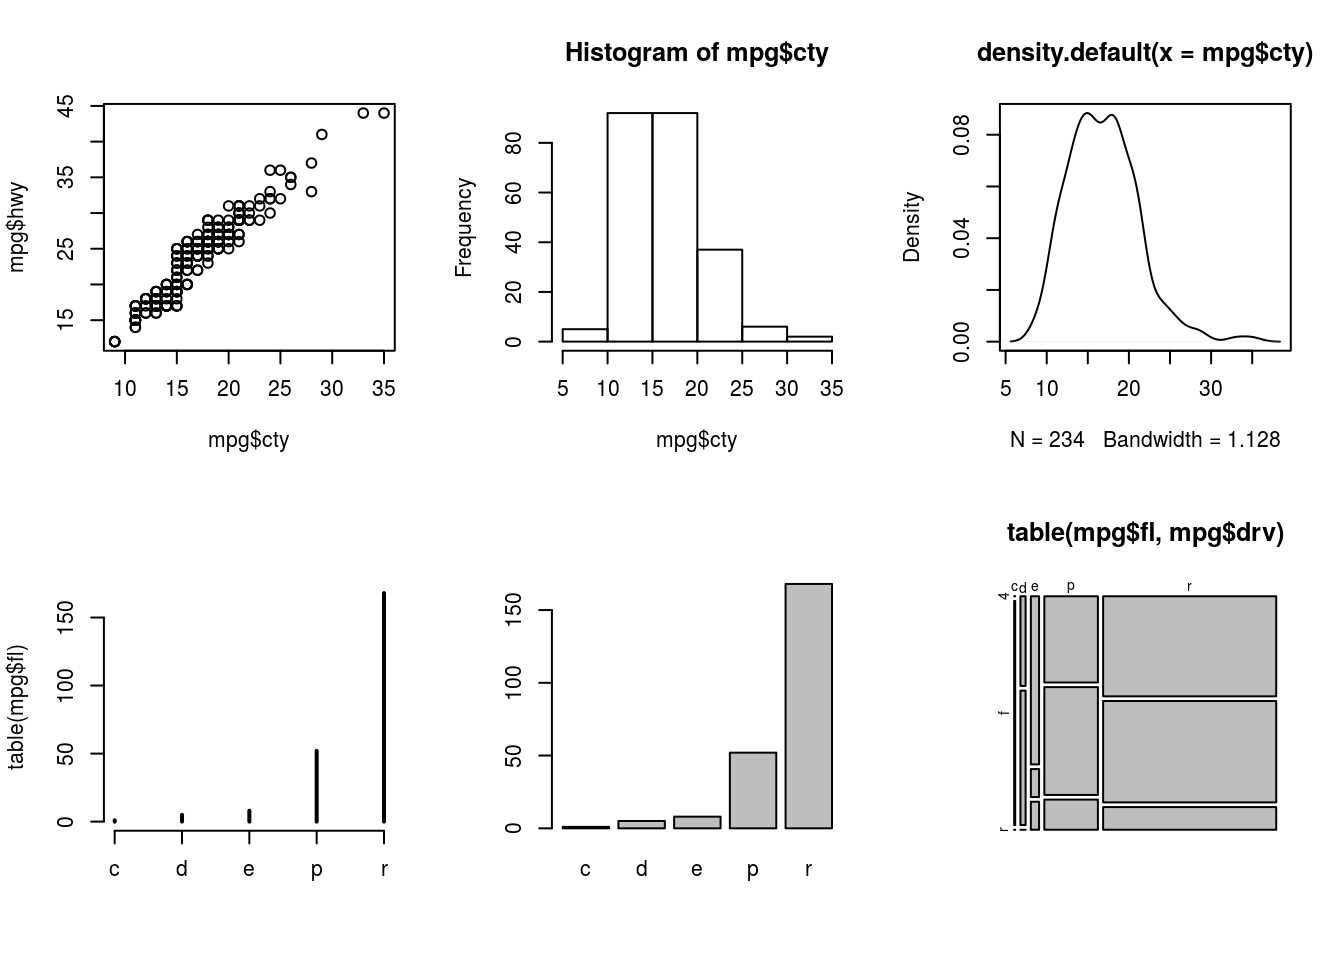 mpg$hwy
45
35
25
15
10 15 20 25 30 35
mpg$cty
Histogram of mpg$cty
Frequency
80
60
40
20
0
5 10 15 20 25 30 35
mpg$cty
density.default(x = mpg$cty)
Density
0.08
0.04
0.00
5 10 20 30
N = 234 Bandwidth = 1.128
table(mpg$fl)
150
100
50
0
c d e p r
150
100
50
0
c d e p r
table(mpg$fl, mpg$drv)
c d e p r
4
f
r